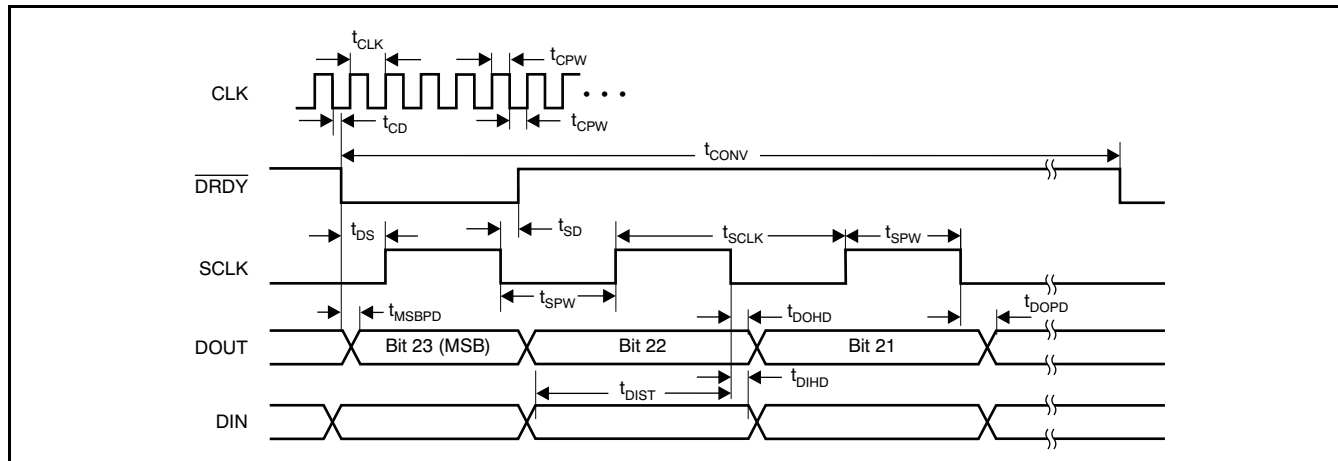 tCLK
tCPW
CLK
• • •
tCD
tCPW
tCONV
DRDY
tDS
tSD
tSCLK
tSPW
SCLK
tSPW
tMSBPD
tDOHD
tDOPD
DOUT
Bit 23 (MSB)
Bit 22
Bit 21
tDIST
tDIHD
DIN